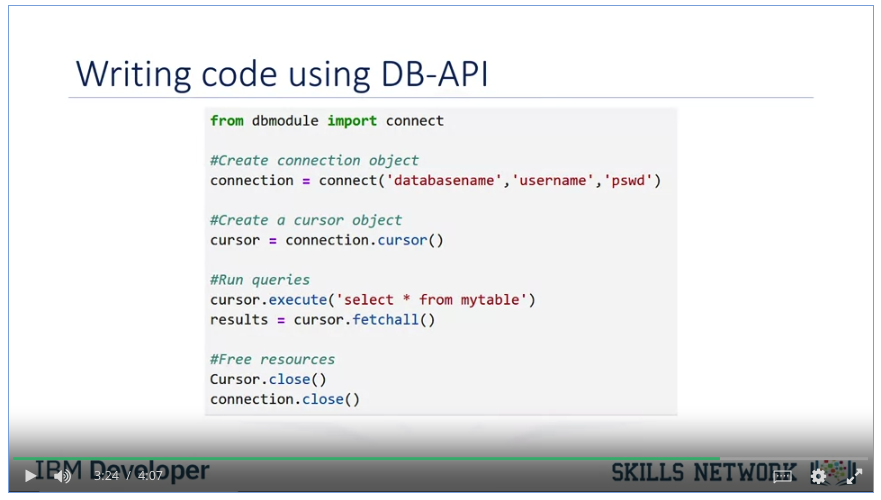 Writing code using DB-API
from dbmodule import connect
#Create connection object
connection = connect('databasename','username','pswd')
#Create a cursor object
cursor = connection.cursor()
#Run queries
cursor.execute('select * from mytable')
results = cursor.fetchall()
#Free resources
Cursor.close()
connection.close()
IBM Developer
3:24 / 4:07
SKILLS NETWORK